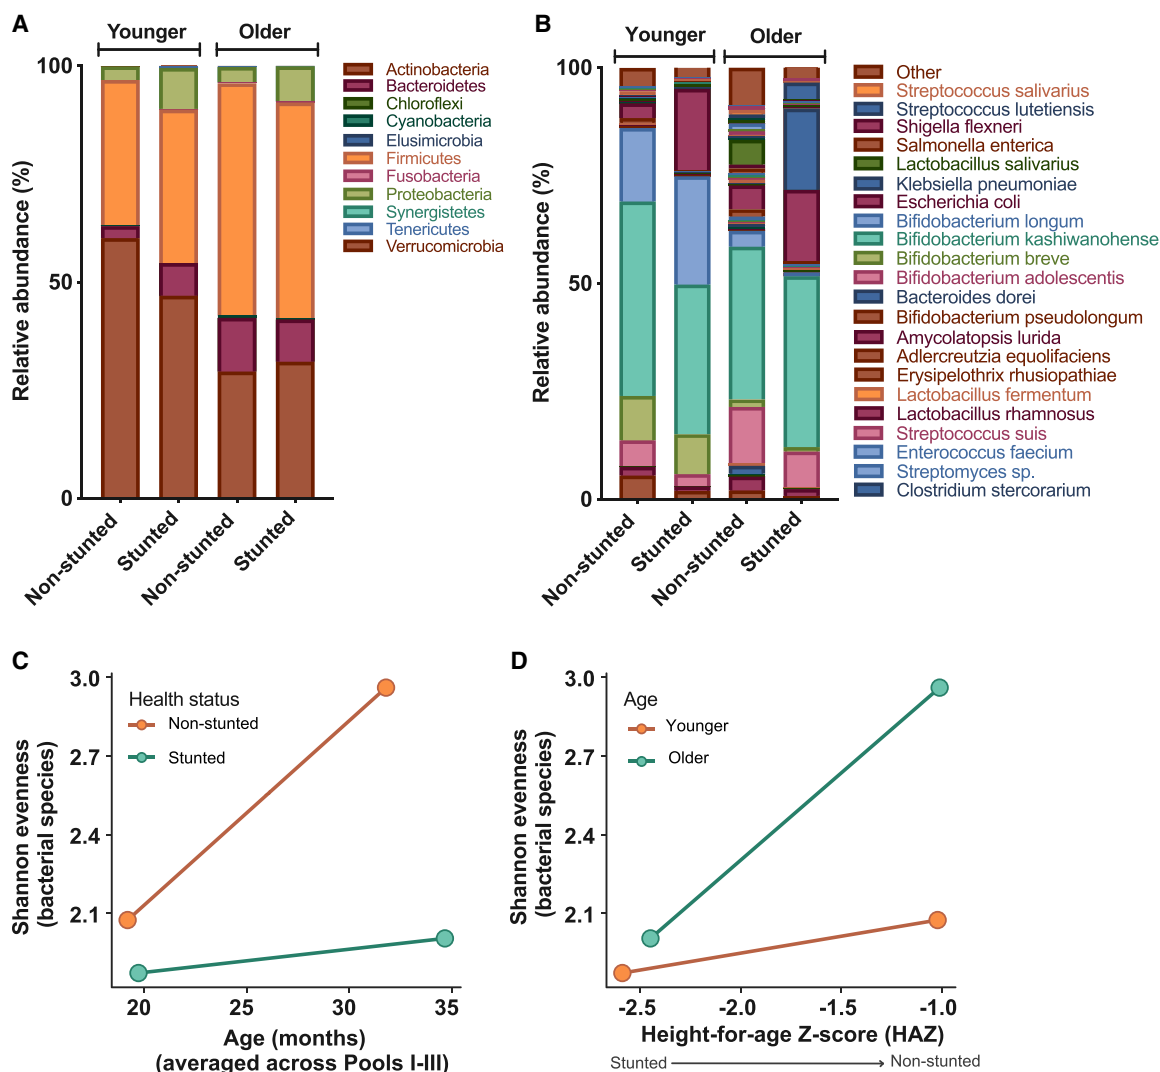 A
Younger
Older
Relative abundance (%)
100
50
0
Non-stunted
Stunted
Non-stunted
Stunted
Actinobacteria
Bacteroidetes
Chloroflexi
Cyanobacteria
Elusimicrobia
Firmicutes
Fusobacteria
Proteobacteria
Synergistetes
Tenericutes
Verrucomicrobia
B
Younger
Older
Relative abundance (%)
100
50
0
Non-stunted
Stunted
Non-stunted
Stunted
Other
Streptococcus salivarius
Streptococcus lutetiensis
Shigella flexneri
Salmonella enterica
Lactobacillus salivarius
Klebsiella pneumoniae
Escherichia coli
Bifidobacterium longum
Bifidobacterium kashiwanohense
Bifidobacterium breve
Bifidobacterium adolescentis
Bacteroides dorei
Bifidobacterium pseudolongum
Amycolatopsis lurida
Adlercreutzia equolifaciens
Erysipelothrix rhusiopathiae
Lactobacillus fermentum
Lactobacillus rhamnosus
Streptococcus suis
Enterococcus faecium
Streptomyces sp.
Clostridium stercorarium
C
Shannon evenness
(bacterial species)
3.0
2.7
2.4
2.1
Health status
Non-stunted
Stunted
20
25
30
35
Age (months)
(averaged across Pools I-III)
D
Shannon evenness
(bacterial species)
3.0
2.7
2.4
2.1
Age
Younger
Older
-2.5
-2.0
-1.5
-1.0
Height-for-age Z-score (HAZ)
Stunted
Non-stunted